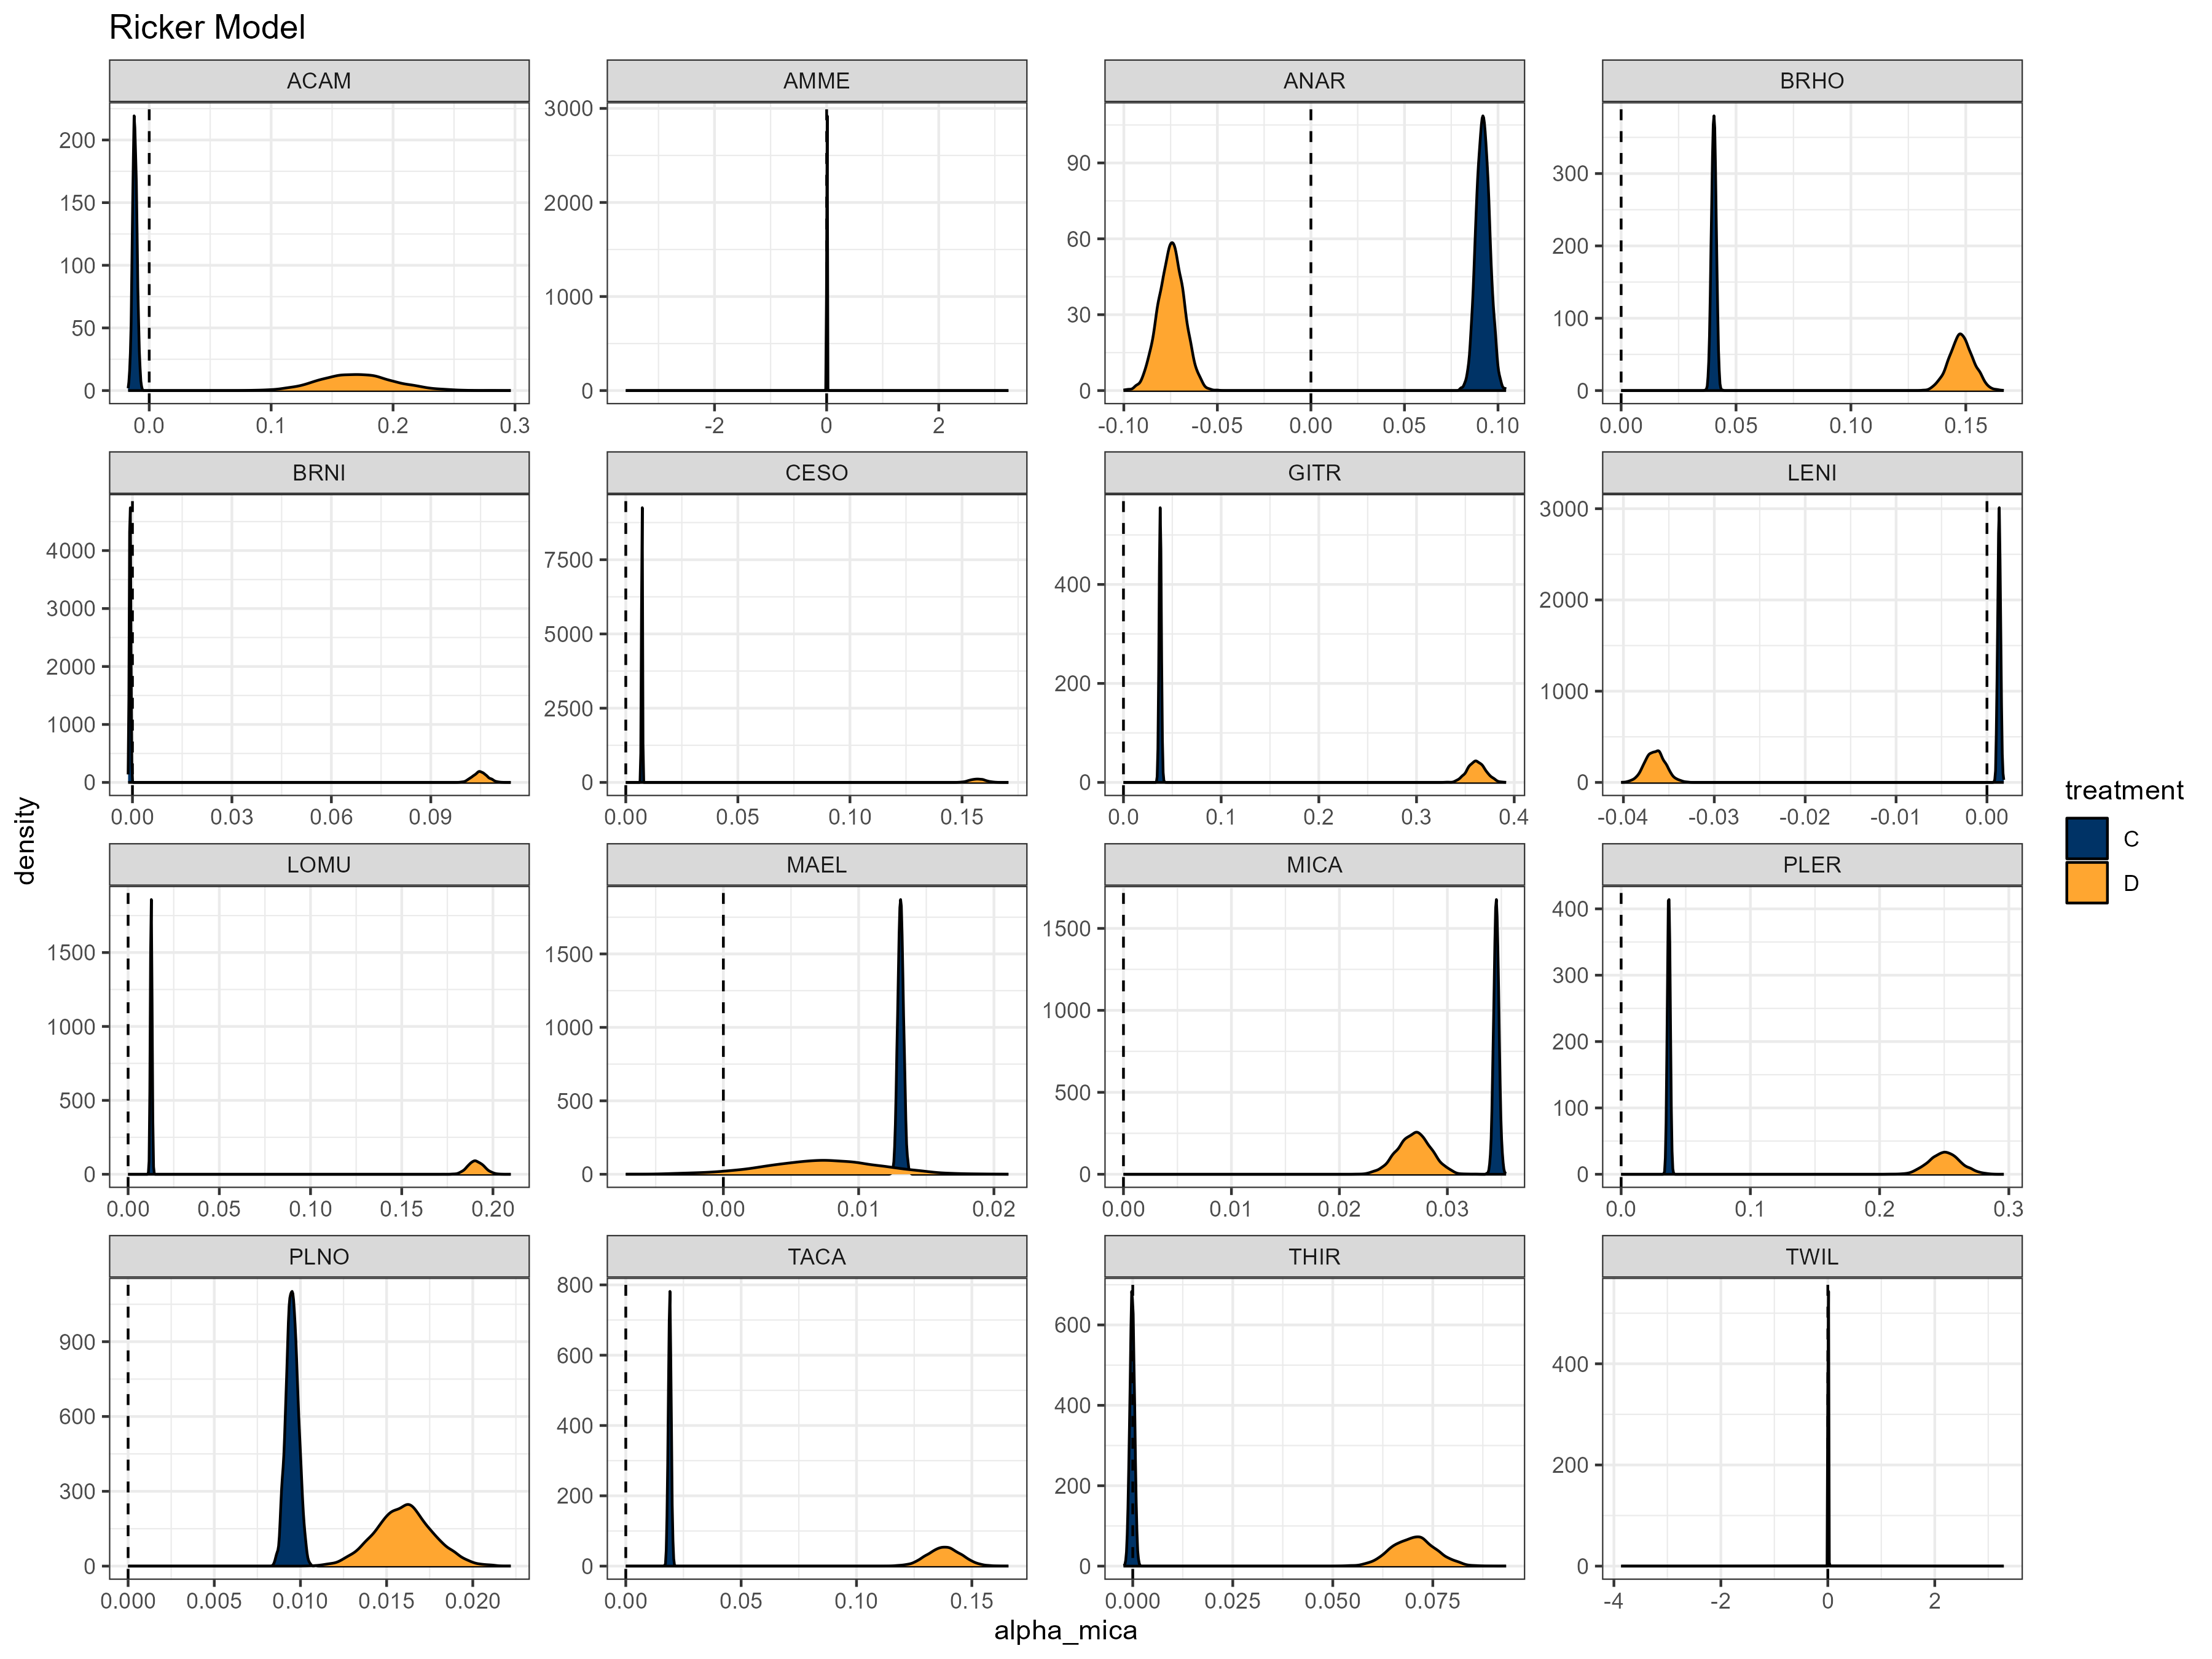 Ricker Model
ACAM AMME ANAR BRHO
200 150 100 50 0
0.0 0.1 0.2 0.3
3000 2000 1000 0
-2 0 2
90 60 30 0
-0.10 -0.05 0.00 0.05 0.10
300 200 100 0
0.00 0.05 0.10 0.15
BRNI CESO GITR LENI
4000 3000 2000 1000 0
0.00 0.03 0.06 0.09
7500 5000 2500 0
0.00 0.05 0.10 0.15
400 200 0
0.0 0.1 0.2 0.3 0.4
3000 2000 1000 0
-0.04 -0.03 -0.02 -0.01 0.00
LOMU MAEL MICA PLER
1500 1000 500 0
0.00 0.05 0.10 0.15 0.20
1500 1000 500 0
0.00 0.01 0.02
1500 1000 500 0
0.00 0.01 0.02 0.03
400 300 200 100 0
0.0 0.1 0.2 0.3
PLNO TACA THIR TWIL
900 600 300 0
0.000 0.005 0.010 0.015 0.020
800 600 400 200 0
0.00 0.05 0.10 0.15
600 400 200 0
0.000 0.025 0.050 0.075
400 200 0
-4 -2 0 2
density
alpha_mica
treatment
C
D